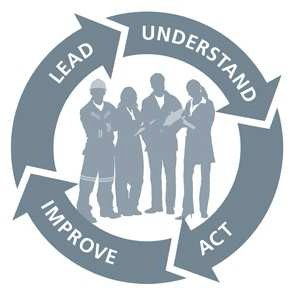 LEAD
UNDERSTAND
ACT
IMPROVE